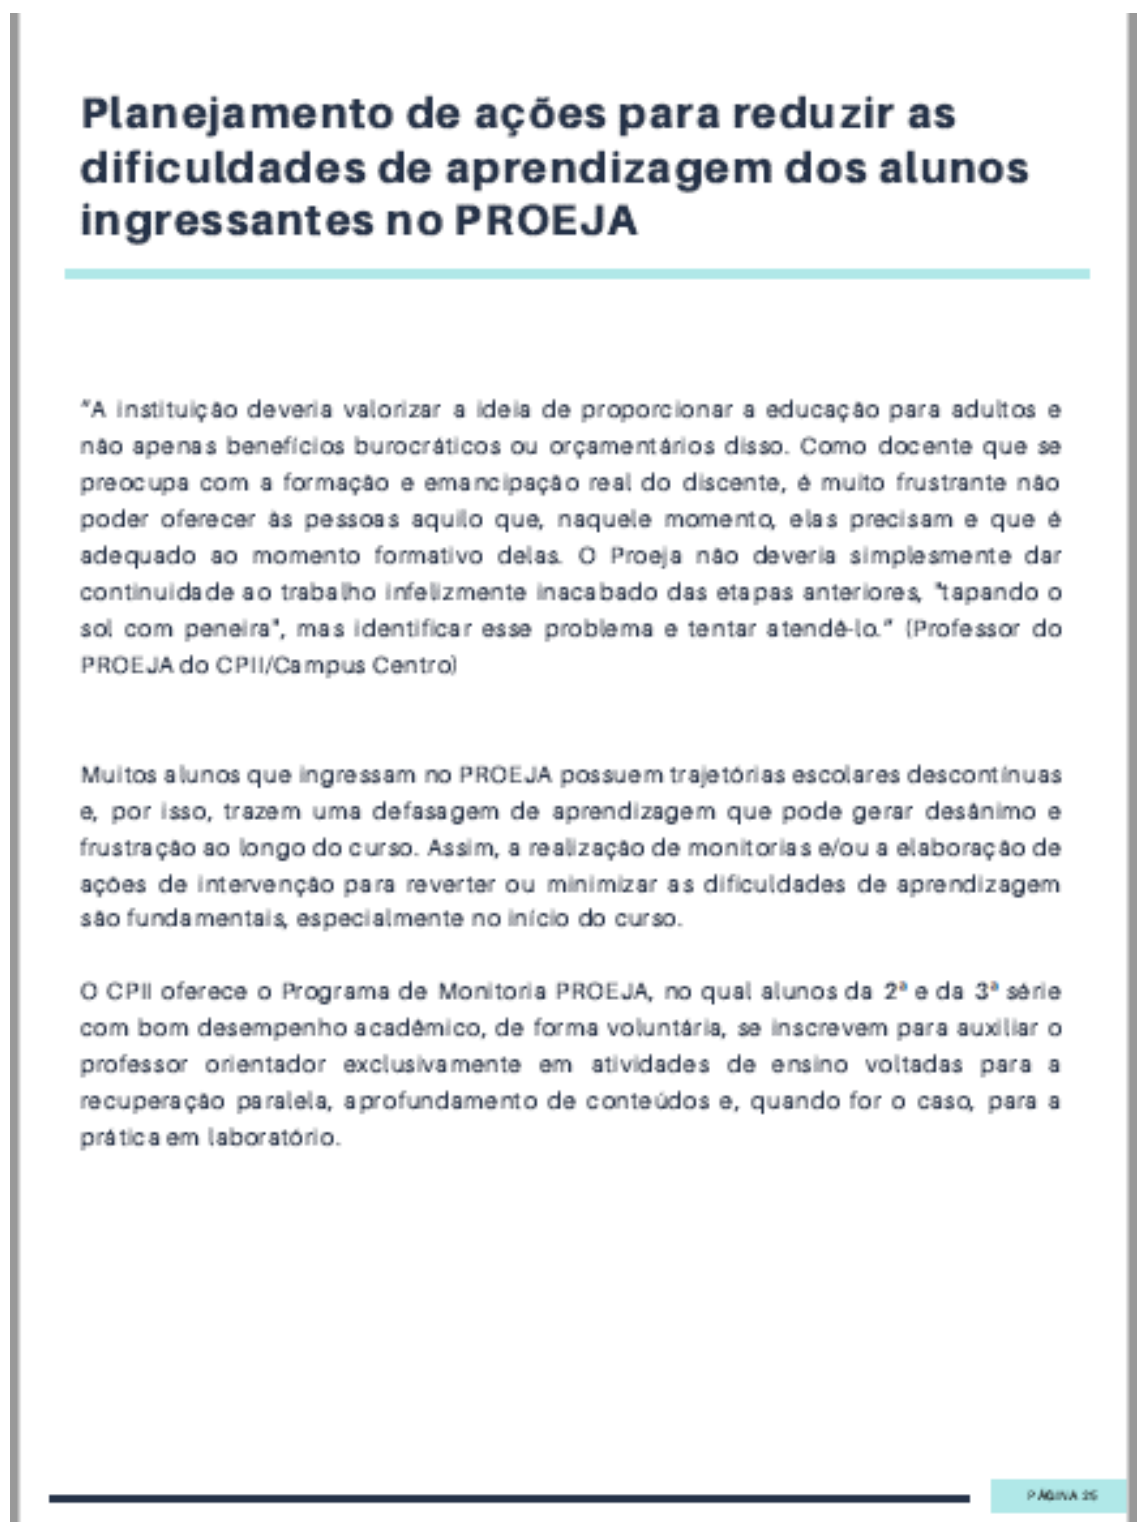 Planejamento de ações para reduzir as
dificuldades de aprendizagem dos alunos
ingressantes no PROEJA
"A instituição deveria valorizar a ideia de proporcionar a educação para adultos e
não apenas benefícios burocráticos ou orçamentários disso. Como docente que se
preocupa com a formação e emancipação real do discente, é muito frustrante não
poder oferecer às pessoas aquilo que, naquele momento, elas precisam e que é
adequado ao momento formativo delas. O Proeja não deveria simplesmente dar
continuidade ao trabalho infelizmente inacabado das etapas anteriores, "tapando o
sol com peneira", mas identificar esse problema e tentar atendê-lo." (Professor do
PROEJA do CPII/Campus Centro)
Muitos alunos que ingressam no PROEJA possuem trajetórias escolares descontínuas
e, por isso, trazem uma defasagem de aprendizagem que pode gerar desânimo e
frustração ao longo do curso. Assim, a realização de monitorias e/ou a elaboração de
ações de intervenção para reverter ou minimizar as dificuldades de aprendizagem
são fundamentais, especialmente no início do curso.
O CPII oferece o Programa de Monitoria PROEJA, no qual alunos da 2ª e da 3ª série
com bom desempenho acadêmico, de forma voluntária, se inscrevem para auxiliar o
professor orientador exclusivamente em atividades de ensino voltadas para a
recuperação paralela, aprofundamento de conteúdos e, quando for o caso, para a
prática em laboratório.
PÁGINA 25